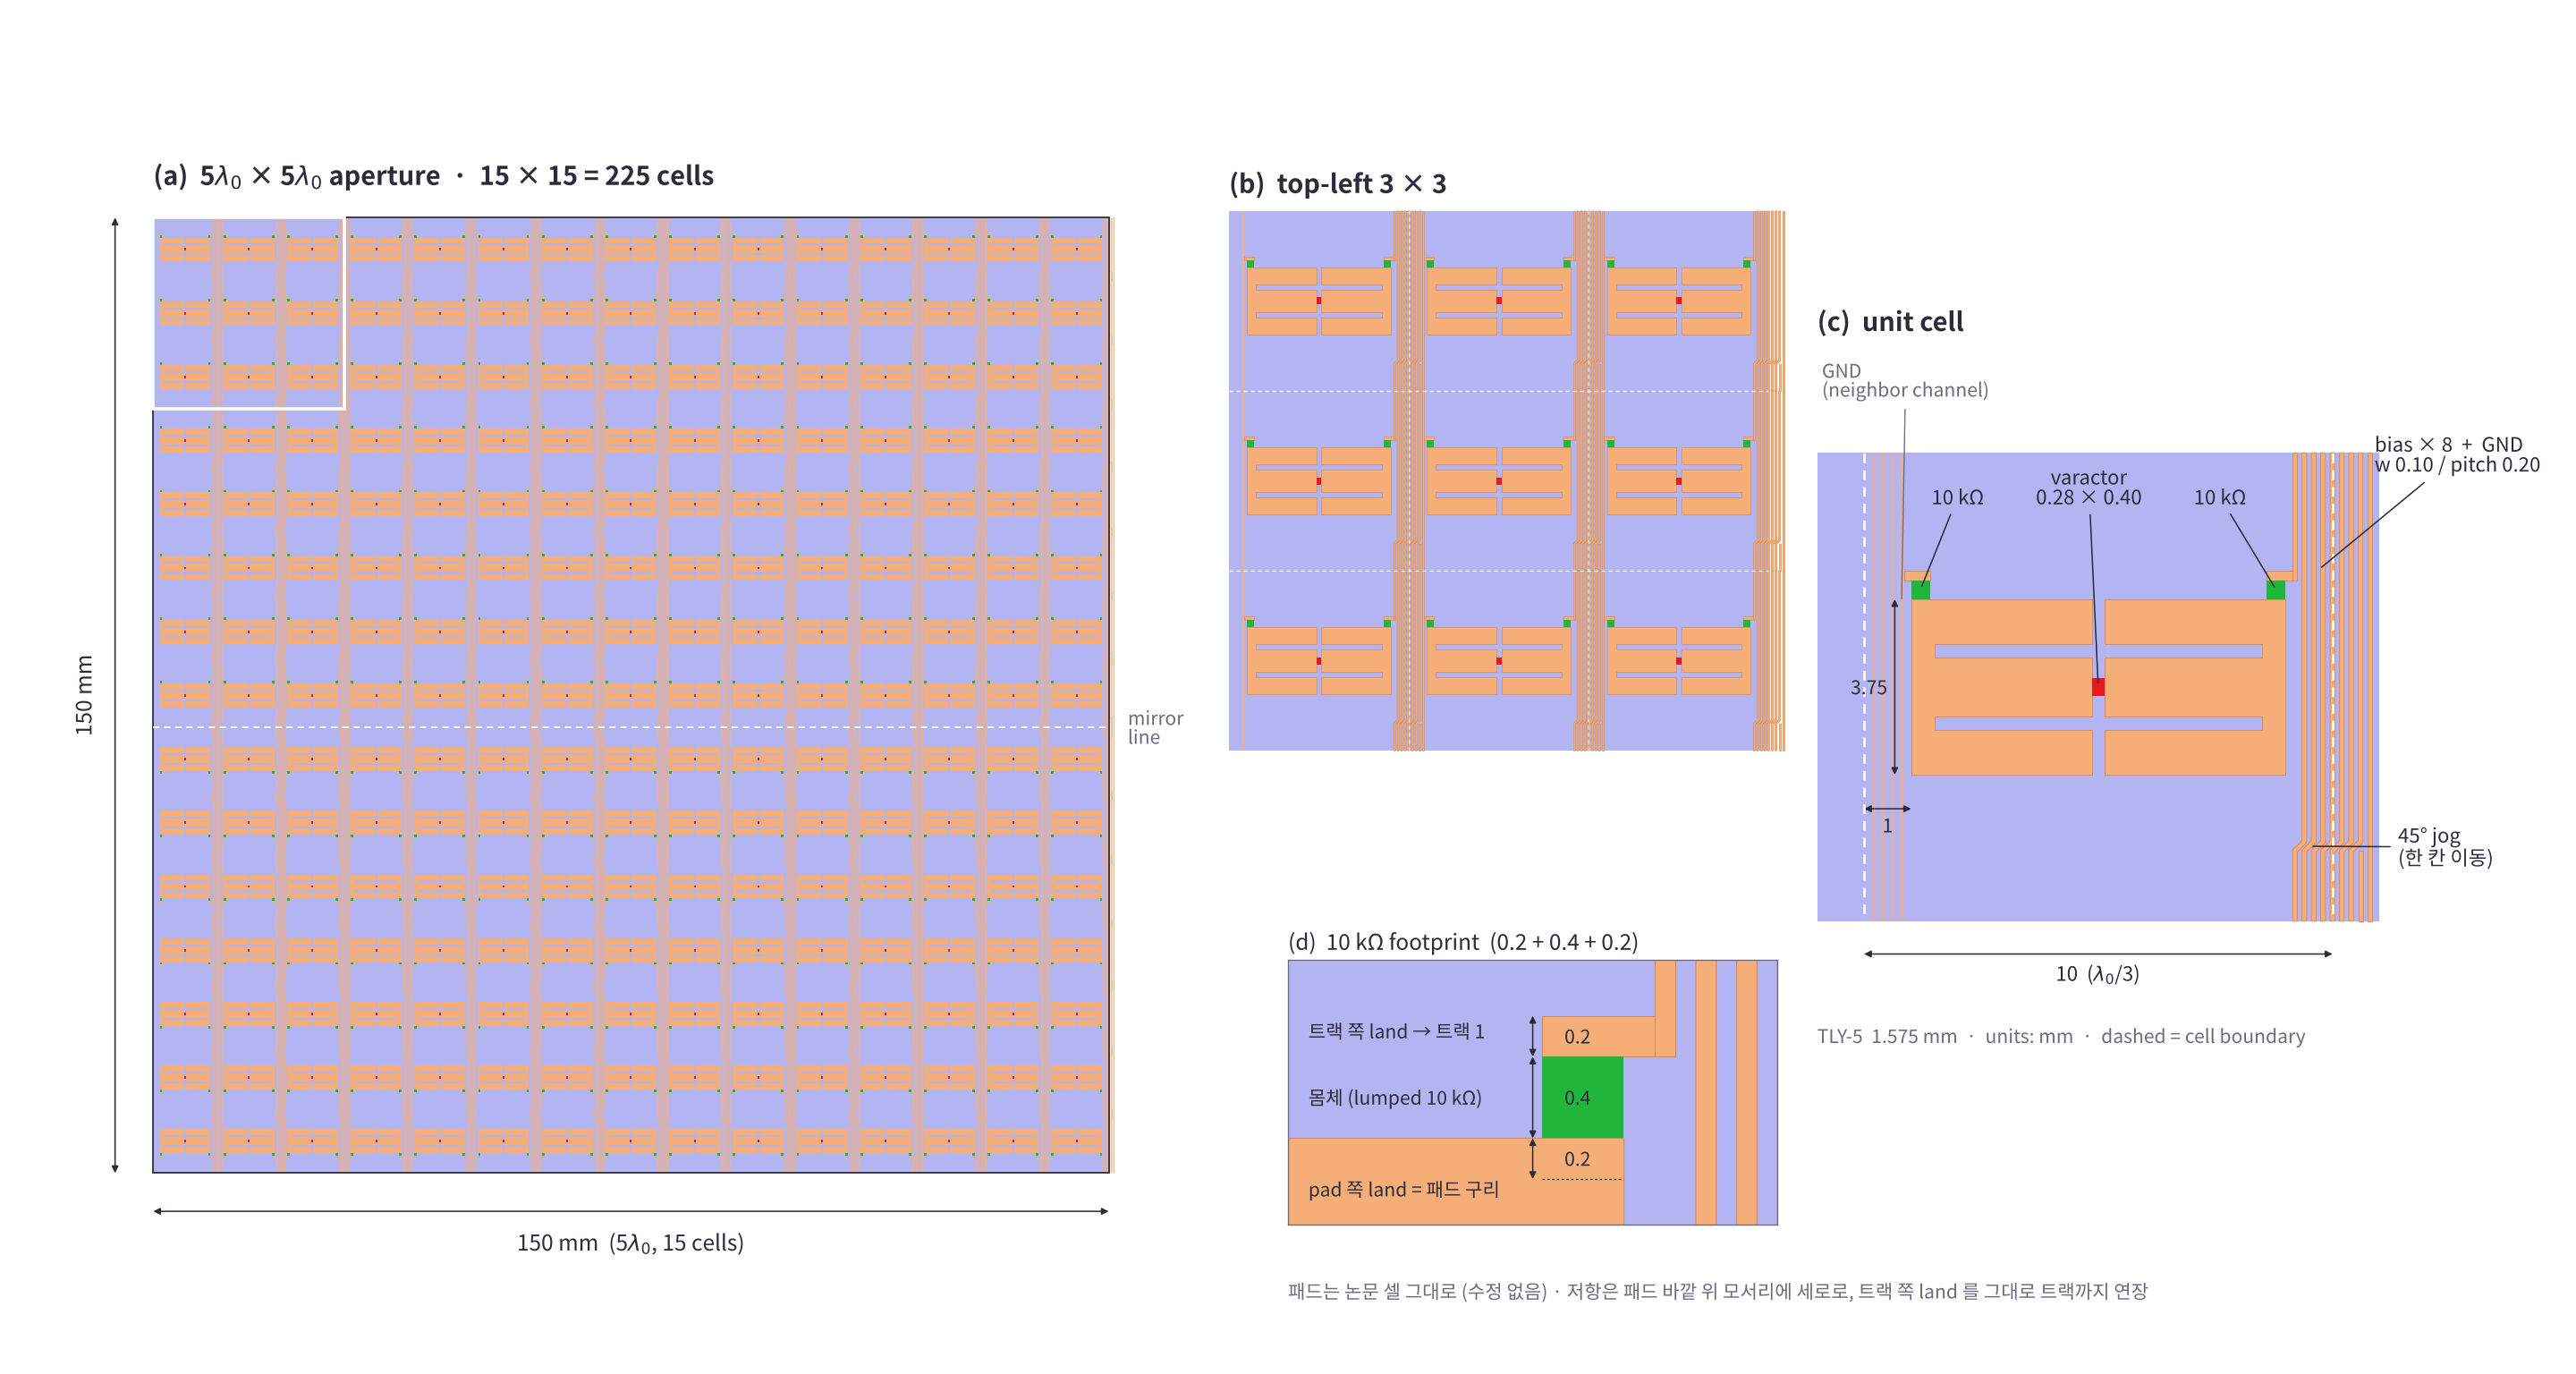 (a) 5λ₀ × 5λ₀ aperture · 15 × 15 = 225 cells
150 mm
mirror
line
150 mm (5λ₀, 15 cells)
(b) top-left 3 × 3
(c) unit cell
GND
(neighbor channel)
bias × 8 + GND
w 0.10 / pitch 0.20
varactor
10 kΩ 0.28 × 0.40 10 kΩ
3.75
1
45° jog
(한 칸 이동)
10 (λ₀/3)
TLY-5 1.575 mm · units: mm · dashed = cell boundary
(d) 10 kΩ footprint (0.2 + 0.4 + 0.2)
트랙 쪽 land → 트랙 1
0.2
몸체 (lumped 10 kΩ)
0.4
0.2
pad 쪽 land = 패드 구리
패드는 논문 셀 그대로 (수정 없음) · 저항은 패드 바깥 위 모서리에 세로로, 트랙 쪽 land 를 그대로 트랙까지 연장